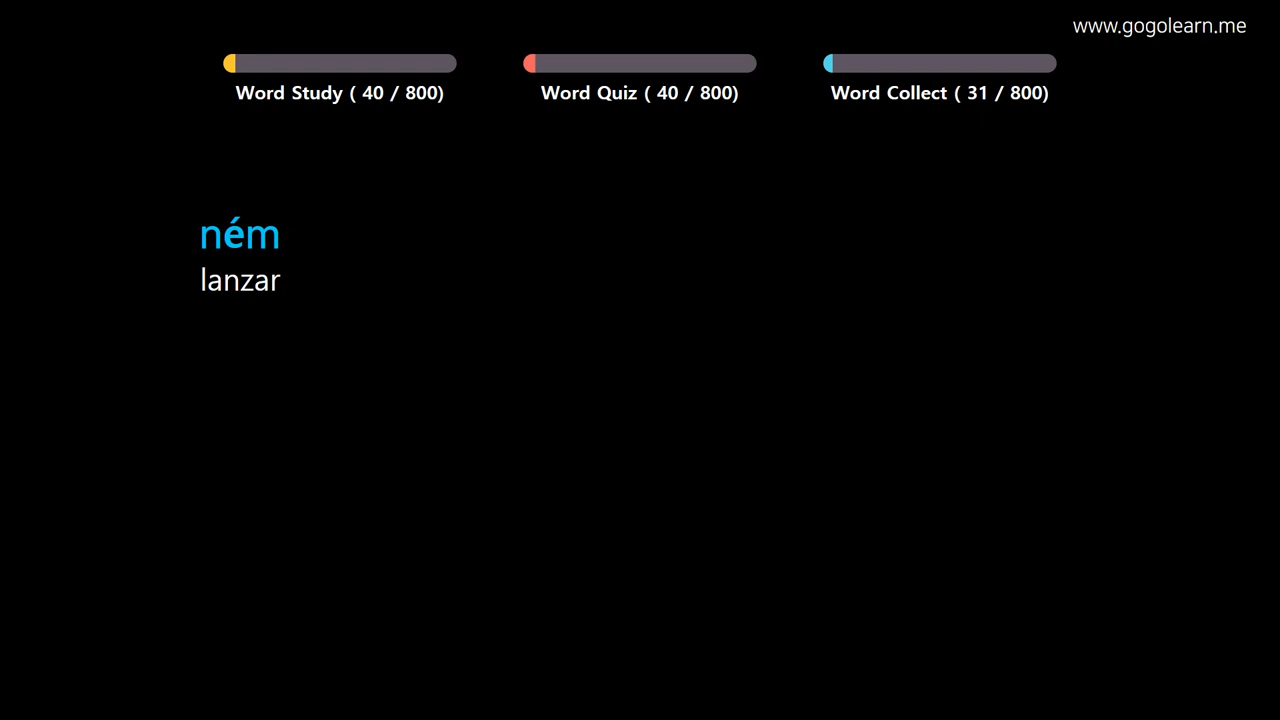 www.gogolearn.me
Word Study ( 40 / 800)
Word Quiz ( 40 / 800)
Word Collect ( 31 / 800)
ném
lanzar